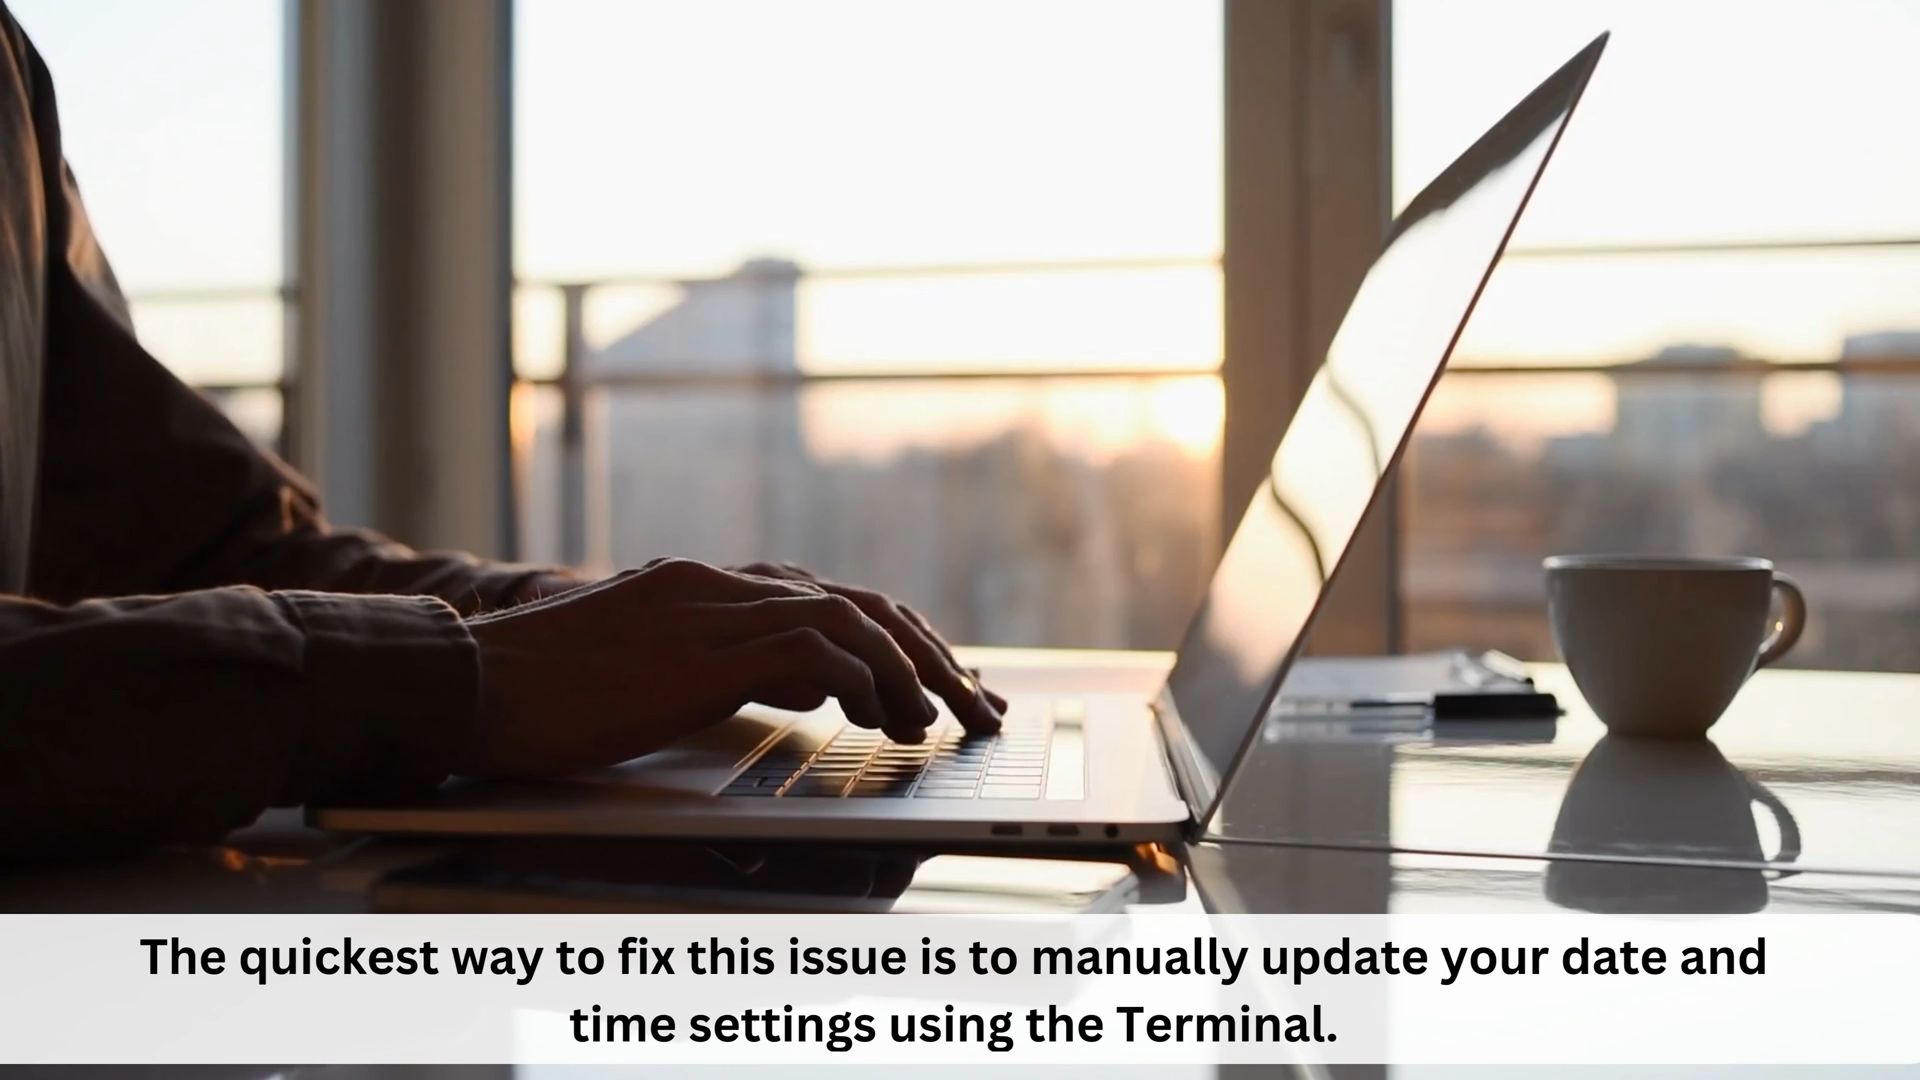 The quickest way to fix this issue is to manually update your date and
time settings using the Terminal.